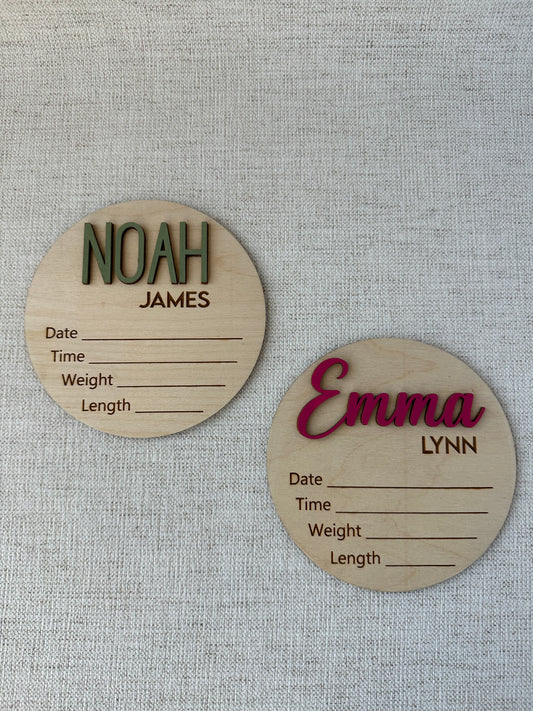 NOAH
JAMES
Date
Time
Weight
Length
Emma
LYNN
Date
Time
Weight
Length